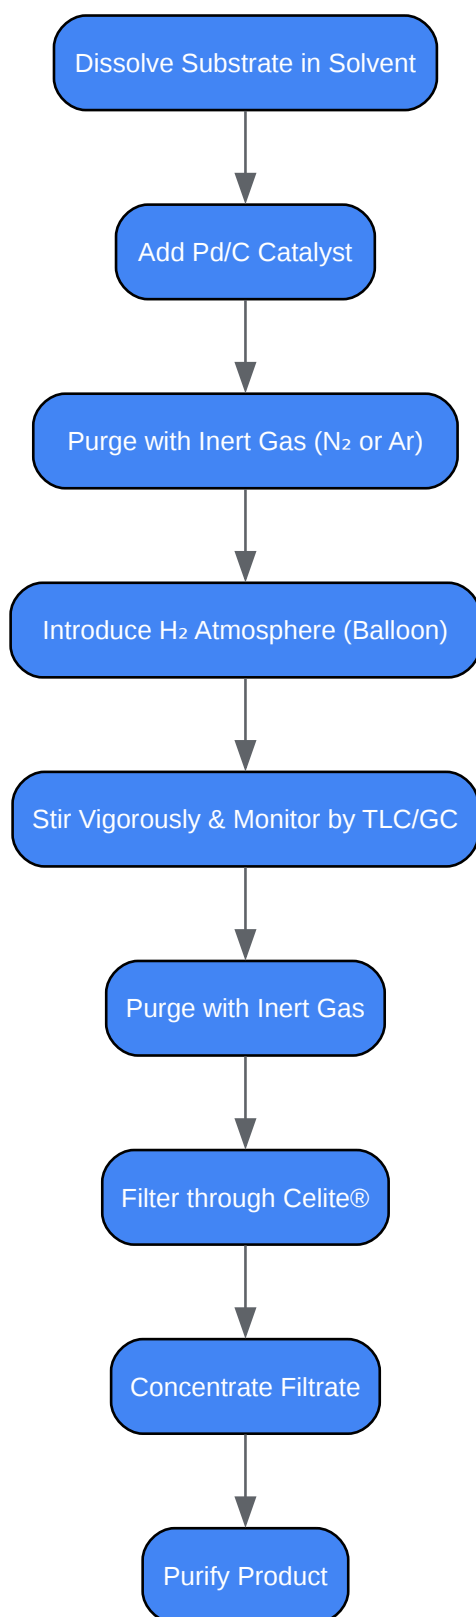 Dissolve Substrate in Solvent
Add Pd/C Catalyst
Purge with Inert Gas (N₂ or Ar)
Introduce H₂ Atmosphere (Balloon)
Stir Vigorously & Monitor by TLC/GC
Purge with Inert Gas
Filter through Celite®
Concentrate Filtrate
Purify Product